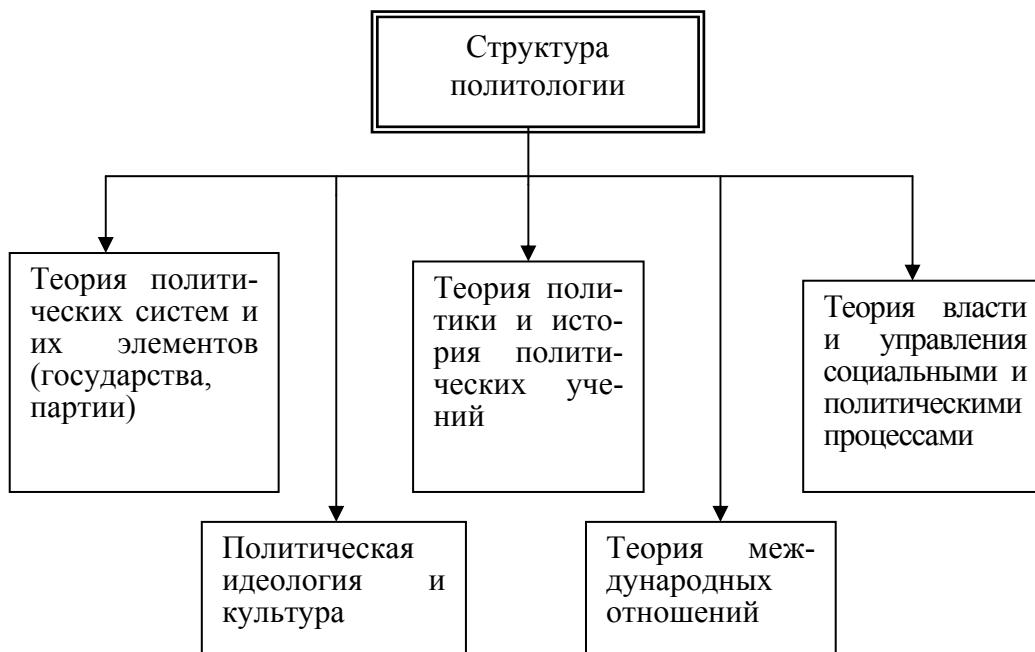 Структура
политологии
Теория полити-
ческих систем и
их элементов
(государства,
партии)
Теория поли-
тики и исто-
рия полити-
ческих уче-
ний
Теория власти
и управления
социальными и
политическими
процессами
Политическая
идеология и
культура
Теория меж-
дународных
отношений